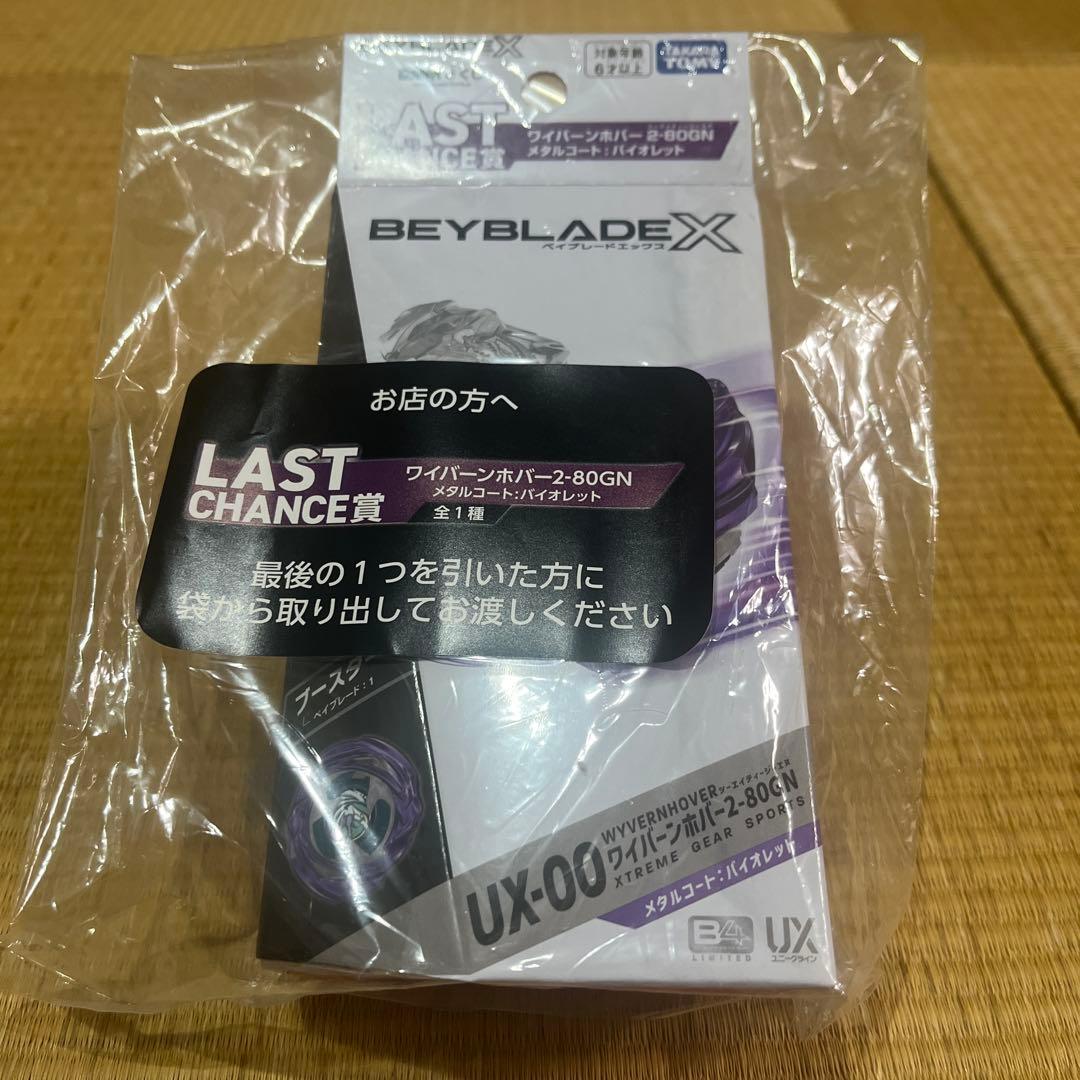 BEYBLADE X
対象年齢
6才以上
TAKARA
TOMY
LAST
CHANCE賞
ワイバーンホバー 2-80GN
メタルコート:バイオレット
BEYBLADE X
ベイブレードエックス
お店の方へ
LAST
CHANCE賞
ワイバーンホバー2-80GN
メタルコート:バイオレット
全1種
最後の1つを引いた方に
袋から取り出してお渡しください
ブースター
ベイブレード:1
UX-00
WYVERNHOVER
ワイバーンホバー2-80GN
XTREME GEAR SPORTS
メタルコート:バイオレット
B4
LIMITED
UX
ユニークライン